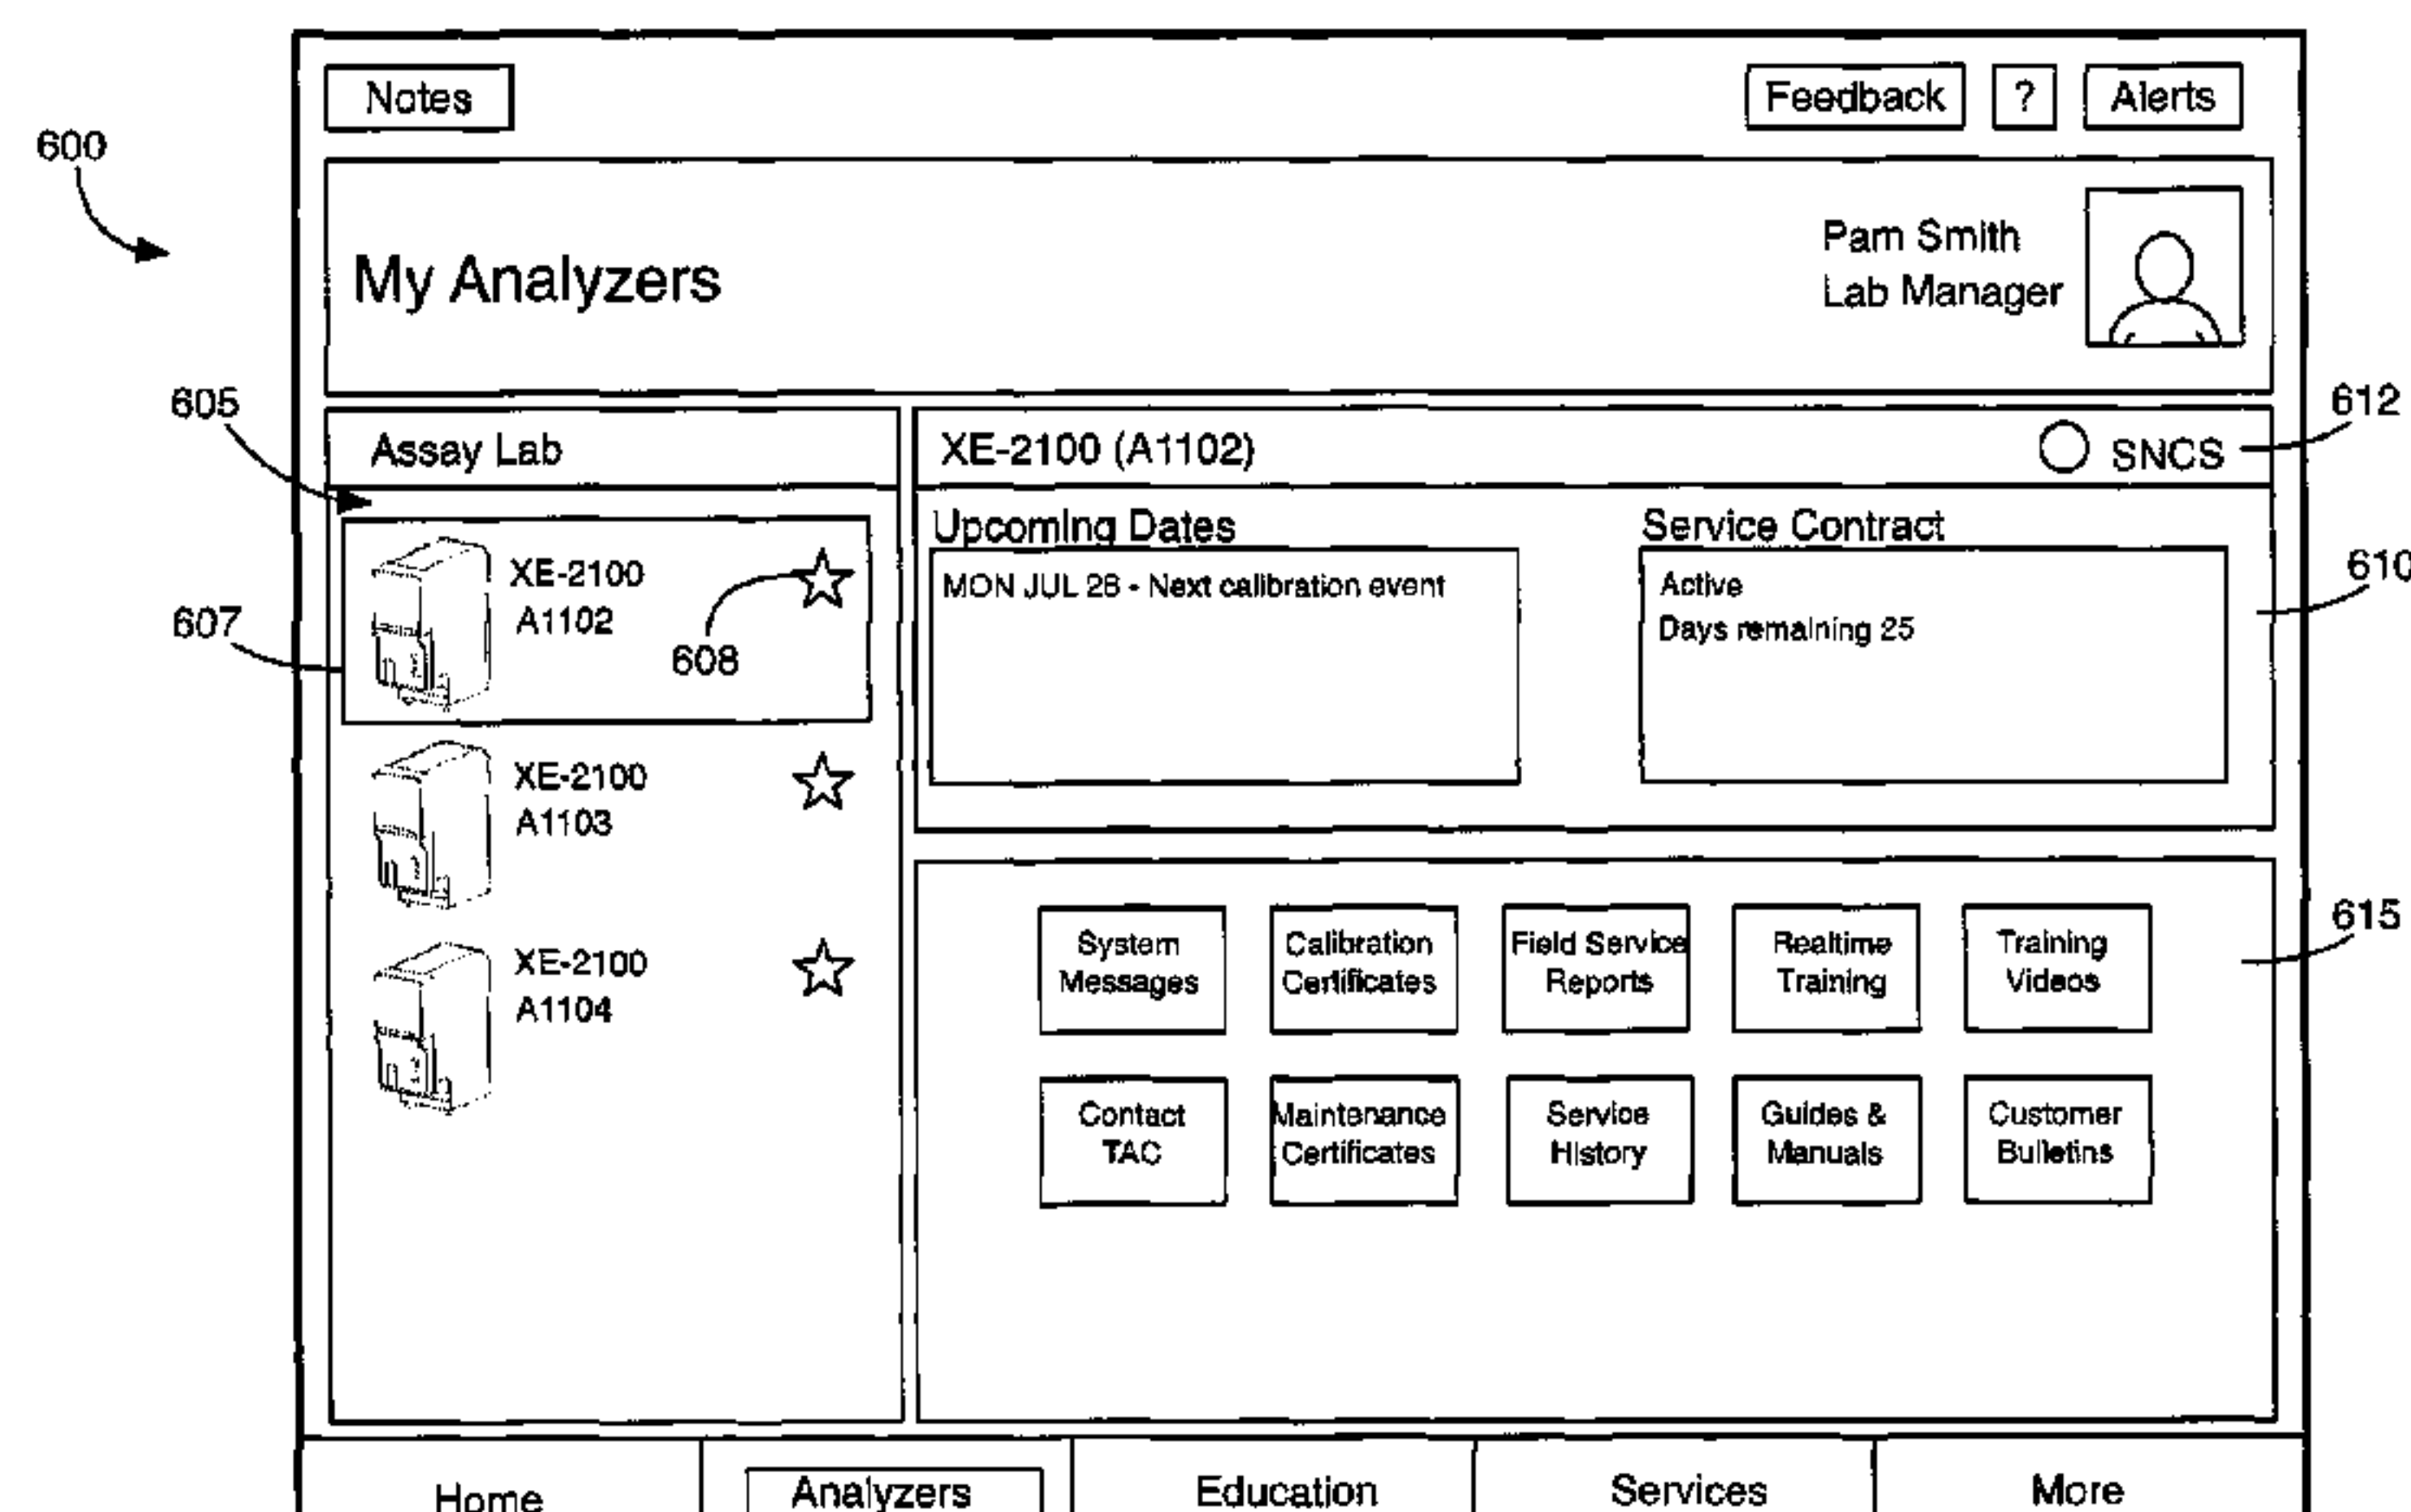 Notes
Feedback
?
Alerts
600
My Analyzers
Pam Smith
Lab Manager
605
Assay Lab
XE-2100 (A1102)
SNCS
612
XE-2100
A1102
607
608
Upcoming Dates
MON JUL 28 - Next calibration event
Service Contract
Active
Days remaining 25
610
XE-2100
A1103
XE-2100
A1104
System
Messages
Calibration
Certificates
Field Service
Reports
Realtime
Training
Training
Videos
615
Contact
TAC
Maintenance
Certificates
Service
History
Guides &
Manuals
Customer
Bulletins
Home
Analyzers
Education
Services
More